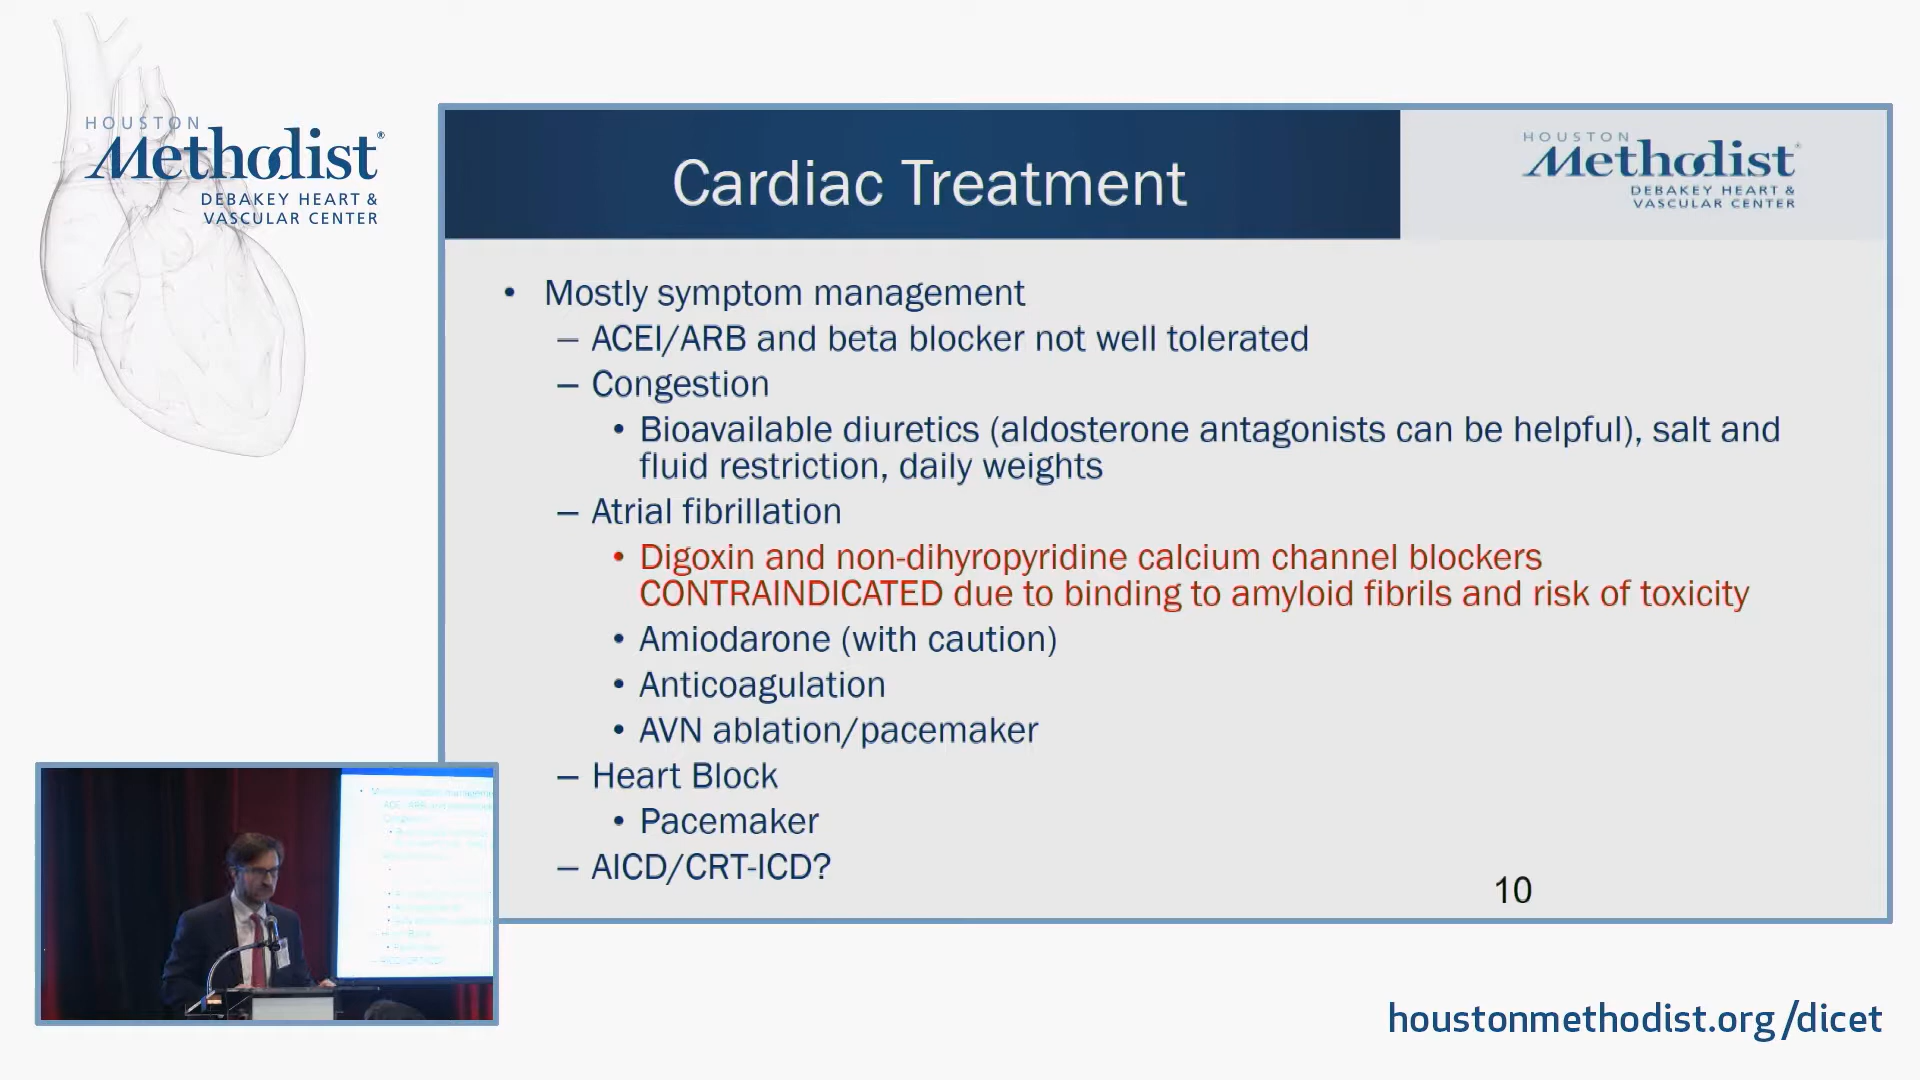 HOUSTON
Methodist®
DEBAKEY HEART &
VASCULAR CENTER
Cardiac Treatment
HOUSTON
Methodist®
DEBAKEY HEART &
VASCULAR CENTER
• Mostly symptom management
– ACEI/ARB and beta blocker not well tolerated
– Congestion
• Bioavailable diuretics (aldosterone antagonists can be helpful), salt and
fluid restriction, daily weights
– Atrial fibrillation
• Digoxin and non-dihyropyridine calcium channel blockers
CONTRAINDICATED due to binding to amyloid fibrils and risk of toxicity
• Amiodarone (with caution)
• Anticoagulation
• AVN ablation/pacemaker
– Heart Block
• Pacemaker
– AICD/CRT-ICD?
10
houstonmethodist.org/dicet